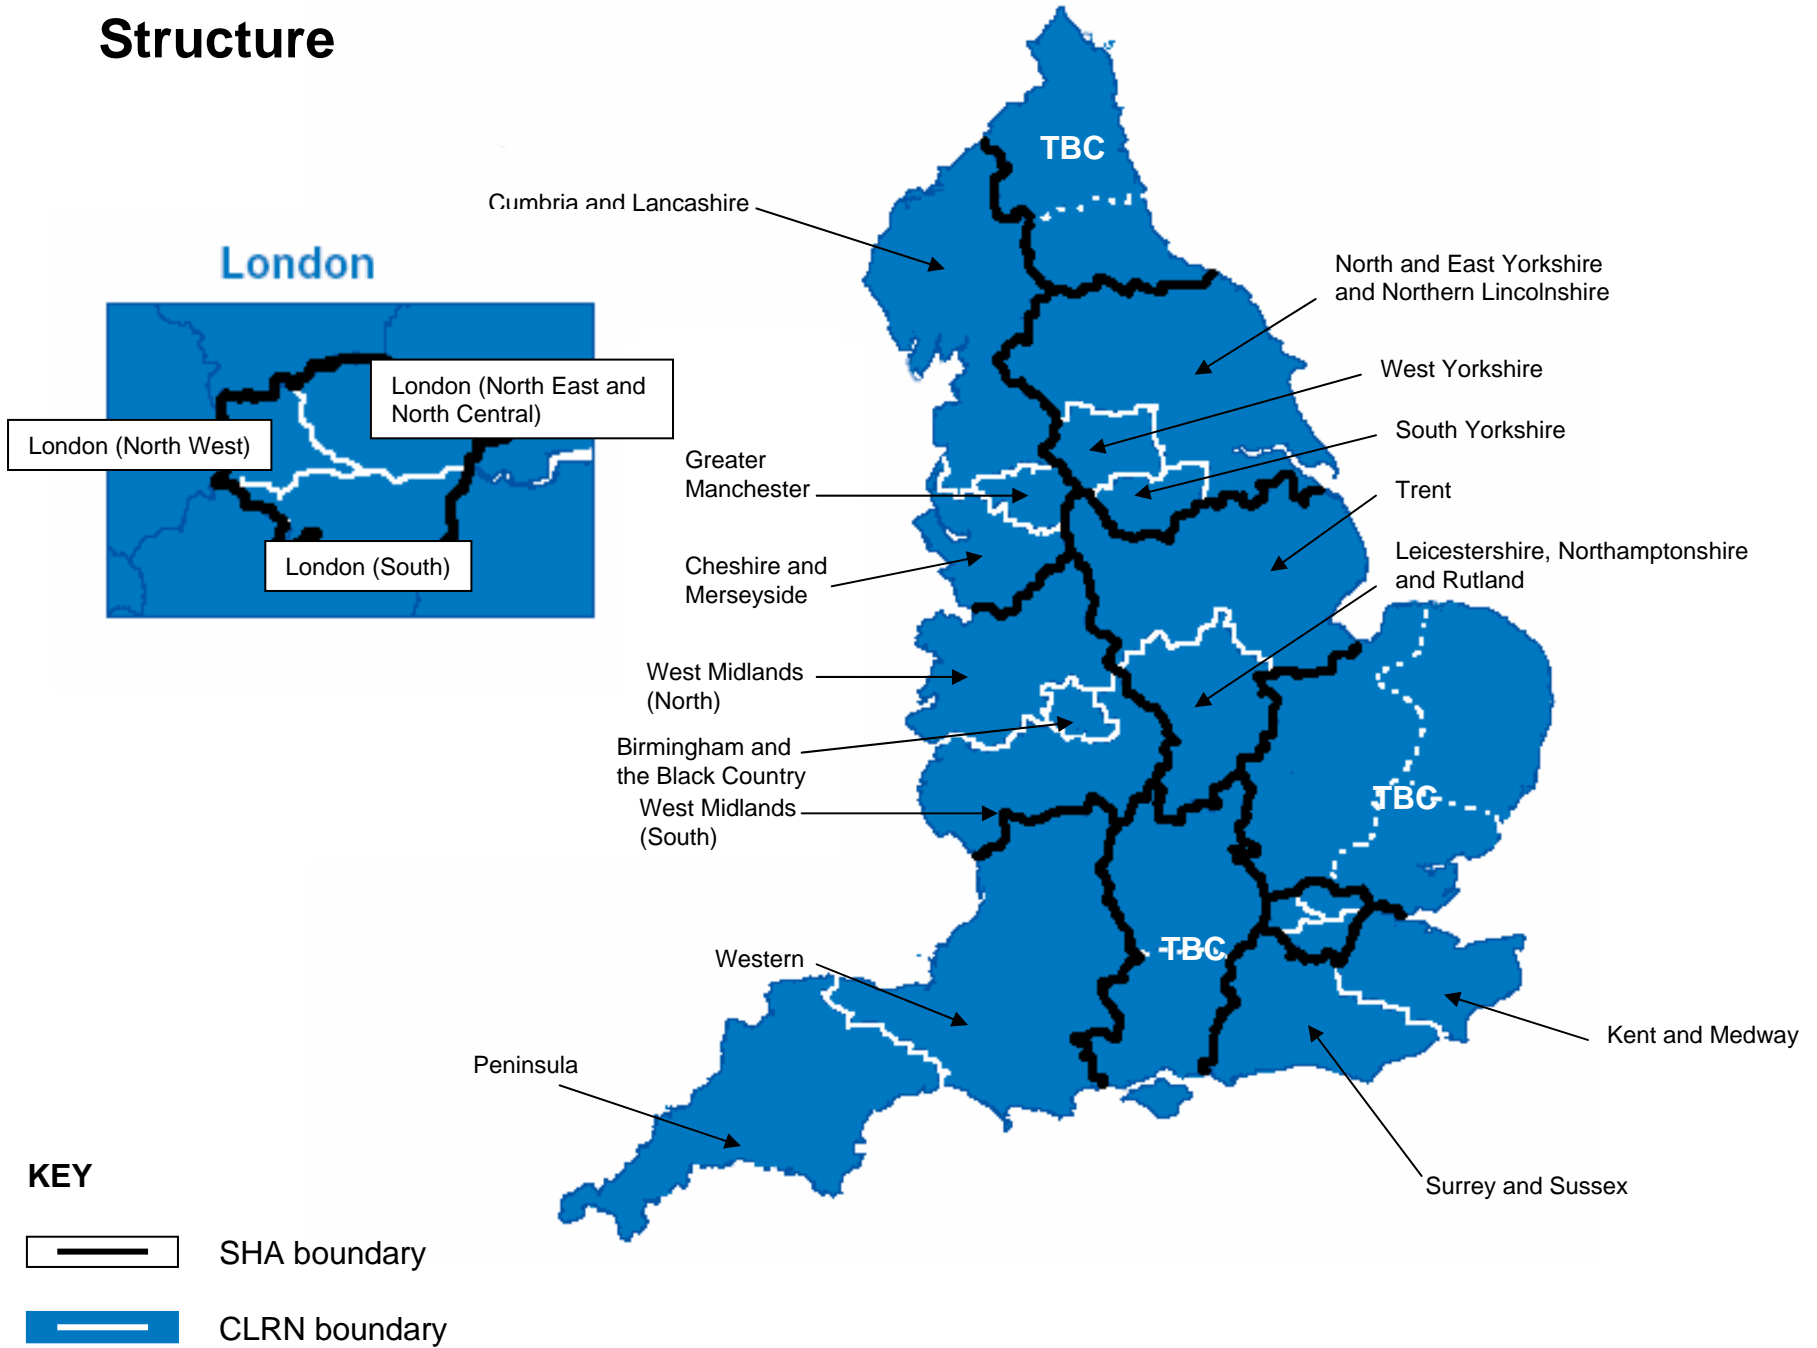 Structure
TBC
Cumbria and Lancashire
London
North and East Yorkshire
and Northern Lincolnshire
London (North East and
North Central)
West Yorkshire
London (North West)
South Yorkshire
Greater
Manchester
Trent
Leicestershire, Northamptonshire
and Rutland
Cheshire and
Merseyside
London (South)
West Midlands
(North)
Birmingham and
the Black Country
TBC
West Midlands
(South)
TBC
Western
Kent and Medway
Peninsula
Surrey and Sussex
KEY
SHA boundary
CLRN boundary